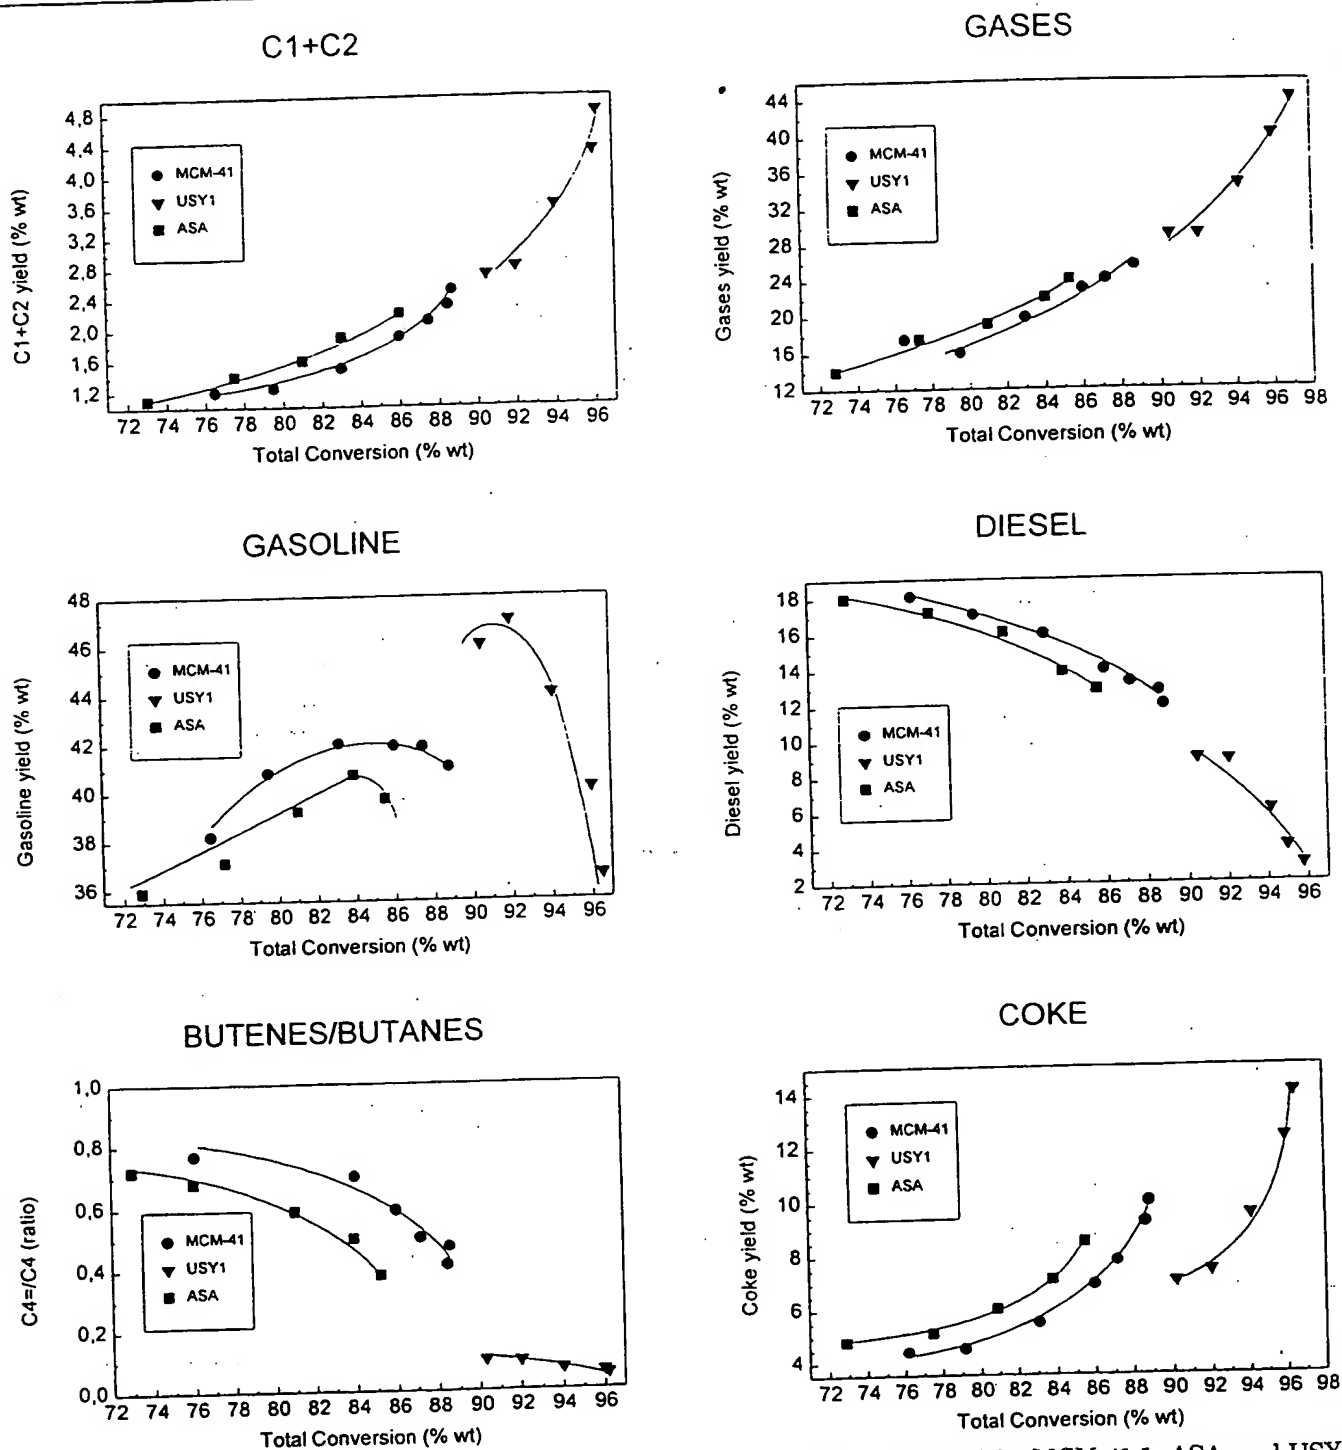 C1+C2
4,8
4,4
4,0
3,6
3,2
2,8
2,4
2,0
1,6
1,2
C1+C2 yield (% wt)
MCM-41
USY1
ASA
72 74 76 78 80 82 84 86 88 90 92 94 96
Total Conversion (% wt)
GASES
44
40
36
32
28
24
20
16
12
Gases yield (% wt)
MCM-41
USY1
ASA
72 74 76 78 80 82 84 86 88 90 92 94 96 98
Total Conversion (% wt)
GASOLINE
48
46
44
42
40
38
36
Gasoline yield (% wt)
MCM-41
USY1
ASA
72 74 76 78 80 82 84 86 88 90 92 94 96
Total Conversion (% wt)
DIESEL
18
16
14
12
10
8
6
4
2
Diesel yield (% wt)
MCM-41
USY1
ASA
72 74 76 78 80 82 84 86 88 90 92 94 96
Total Conversion (% wt)
BUTENES/BUTANES
1,0
0,8
0,6
0,4
0,2
0,0
C4=/C4 (ratio)
MCM-41
USY1
ASA
72 74 76 78 80 82 84 86 88 90 92 94 96
Total Conversion (% wt)
COKE
14
12
10
8
6
4
Coke yield (% wt)
MCM-41
USY1
ASA
72 74 76 78 80 82 84 86 88 90 92 94 96 98
Total Conversion (% wt)